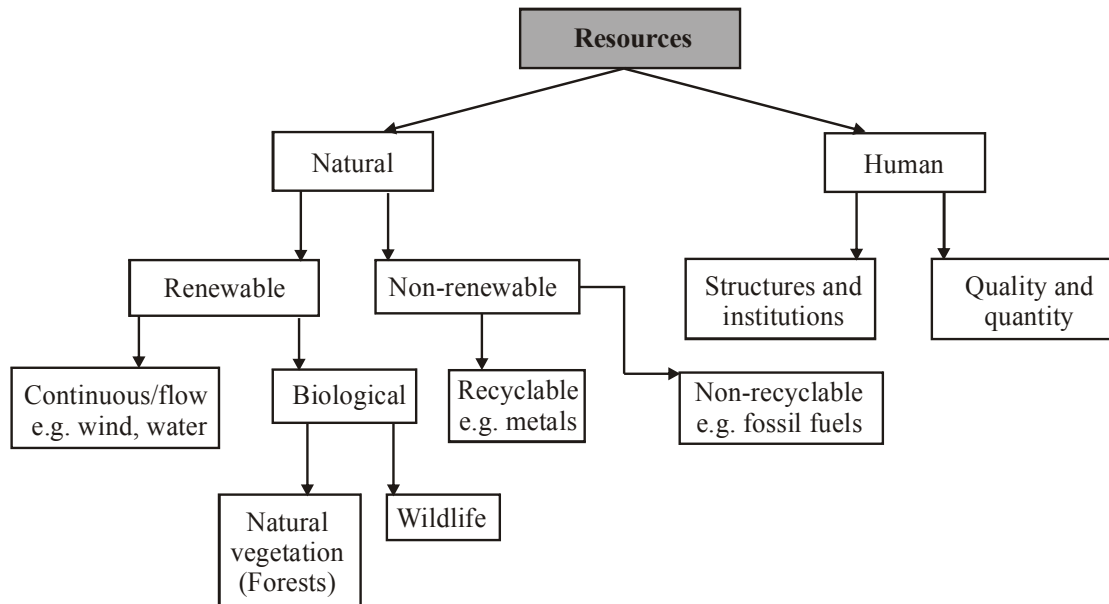 Resources
Natural
Human
Renewable
Non-renewable
Structures and
institutions
Quality and
quantity
Continuous/flow
e.g. wind, water
Biological
Recyclable
e.g. metals
Non-recyclable
e.g. fossil fuels
Natural
vegetation
(Forests)
Wildlife